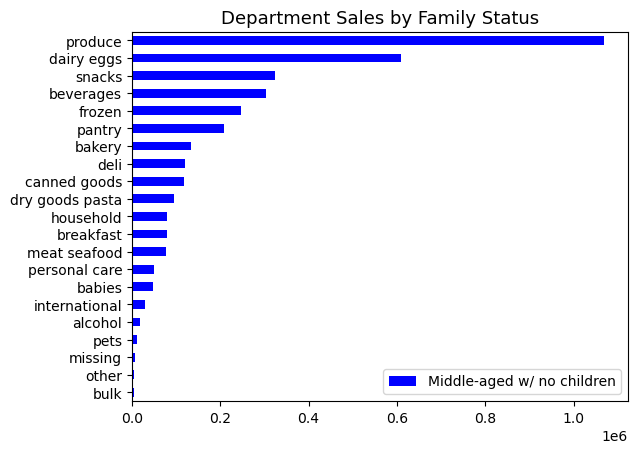 Department Sales by Family Status
produce
dairy eggs
snacks
beverages
frozen
pantry
bakery
deli
canned goods
dry goods pasta
household
breakfast
meat seafood
personal care
babies
international
alcohol
pets
missing
other
bulk
Middle-aged w/ no children
0.0 0.2 0.4 0.6 0.8 1.0
1e6